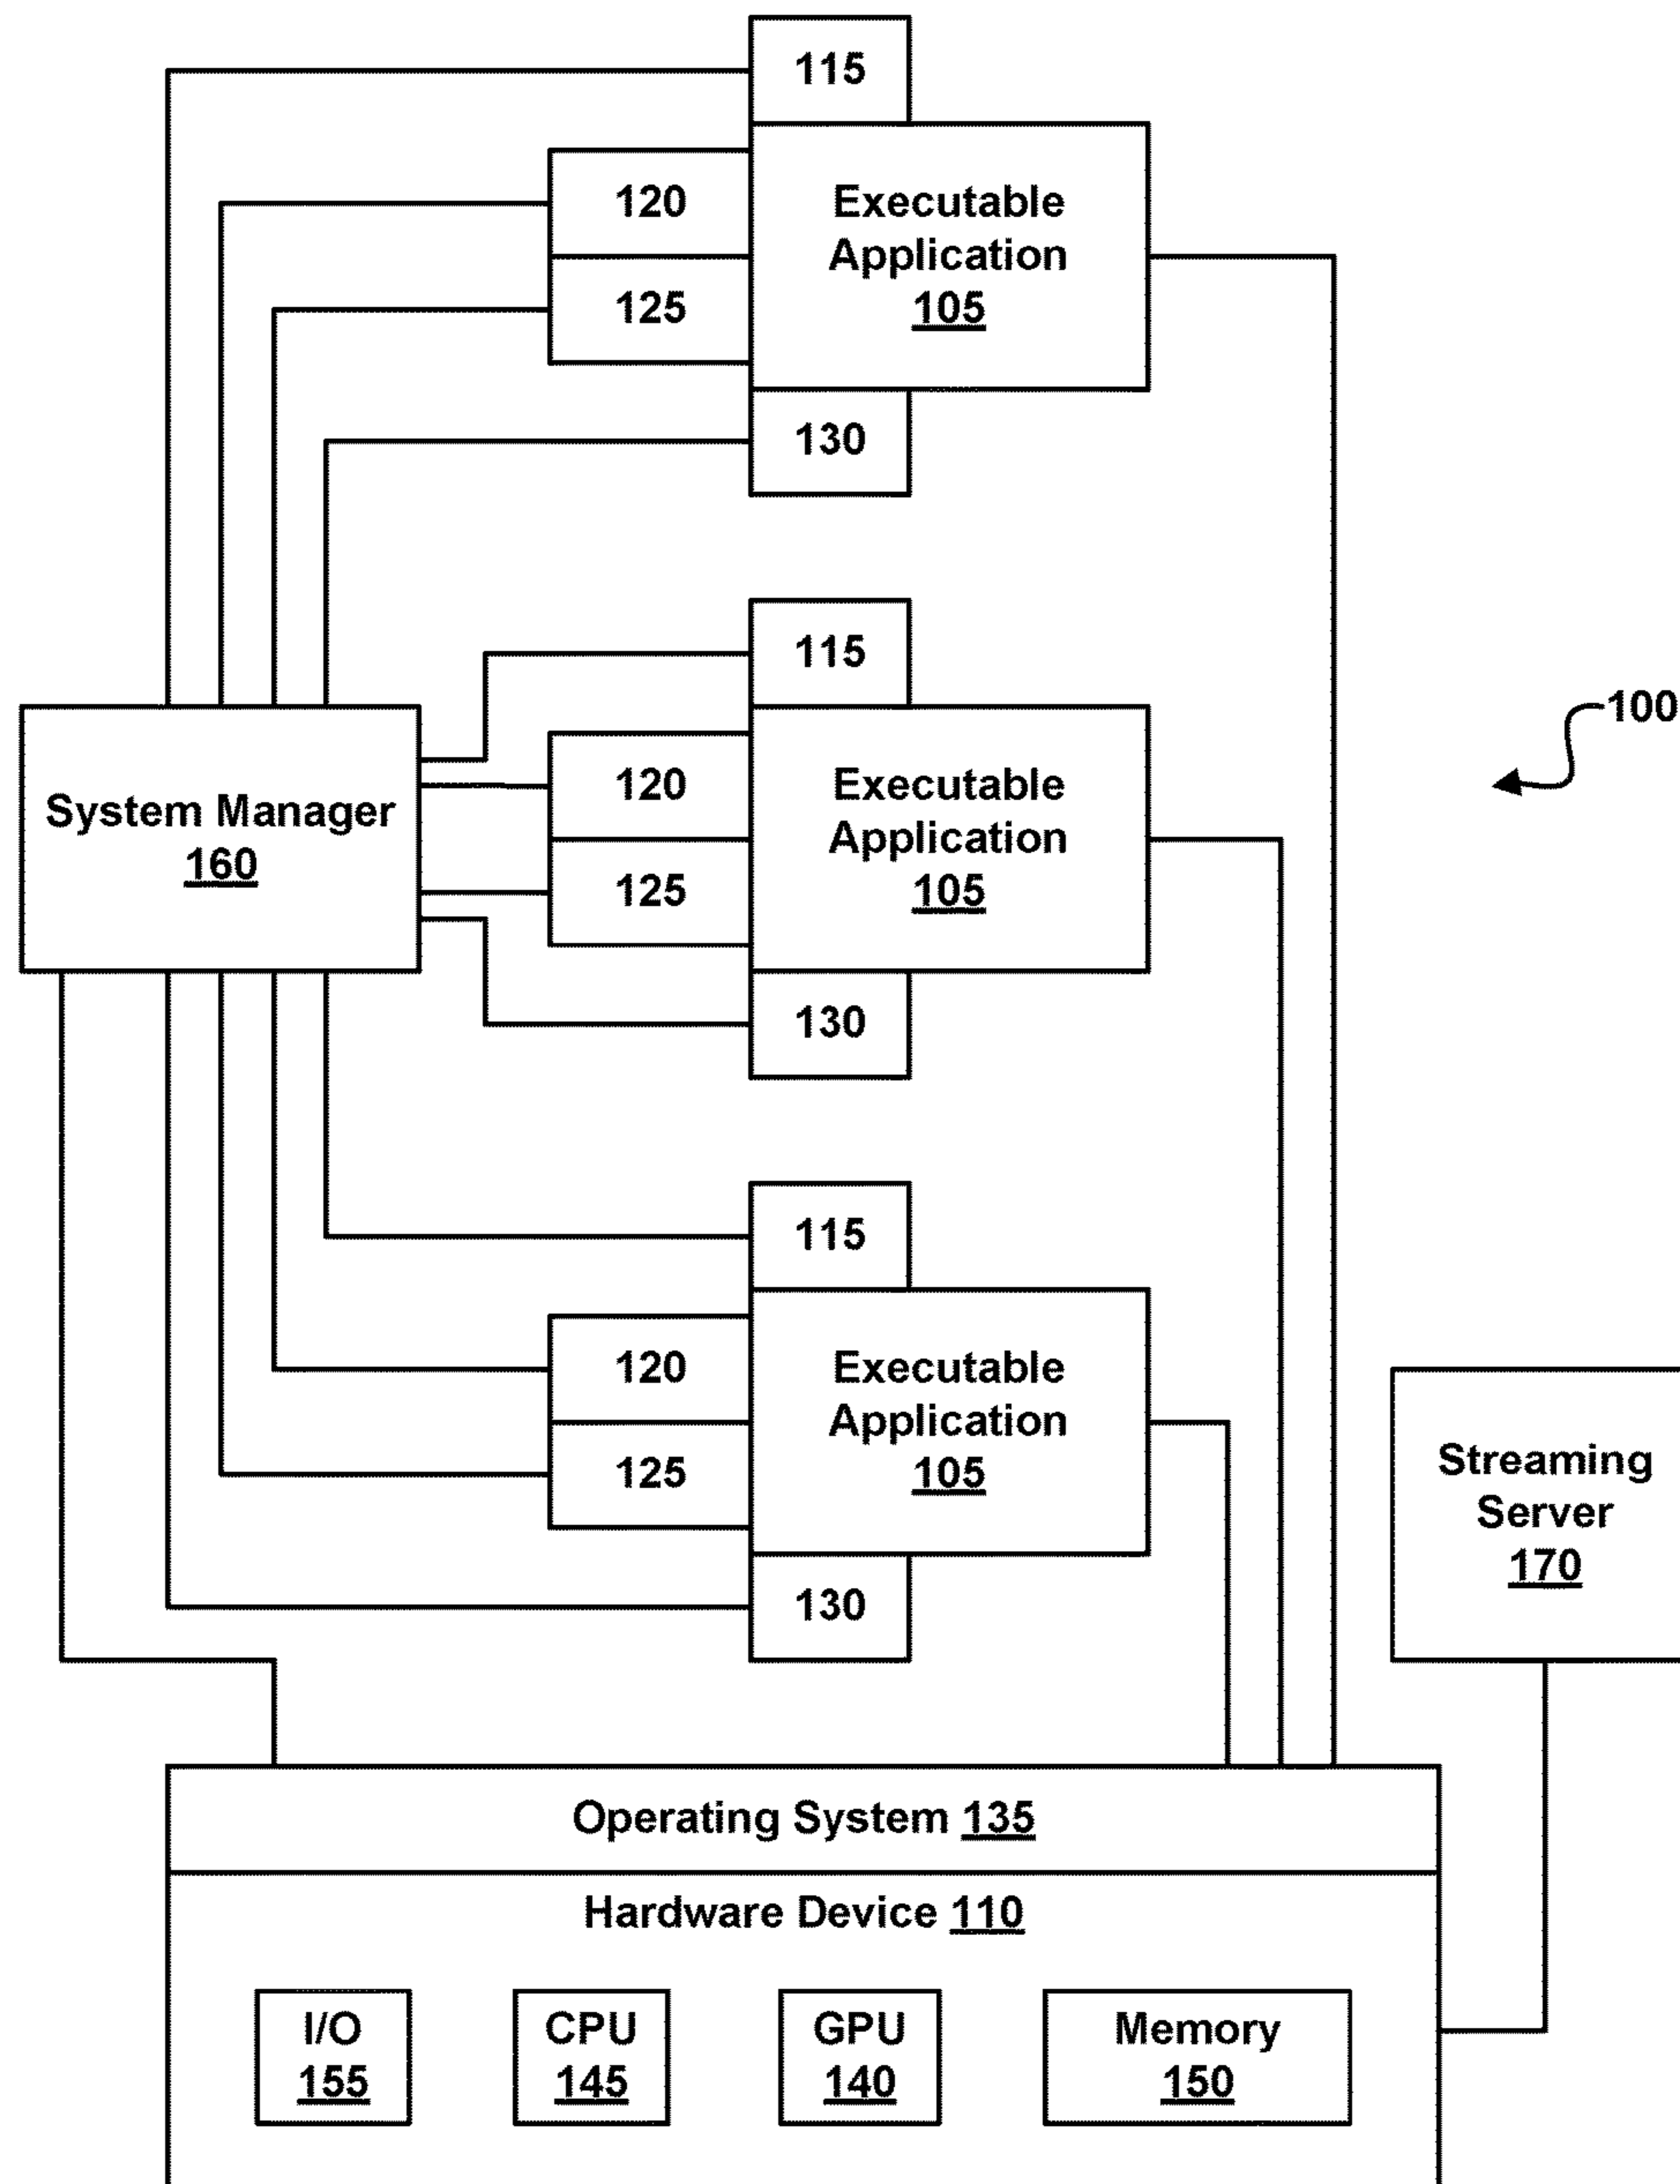 115
120
Executable
Application
105
125
130
115
100
System Manager
160
120
Executable
Application
105
125
130
115
120
Executable
Application
105
125
130
Streaming
Server
170
Operating System 135
Hardware Device 110
I/O
155
CPU
145
GPU
140
Memory
150